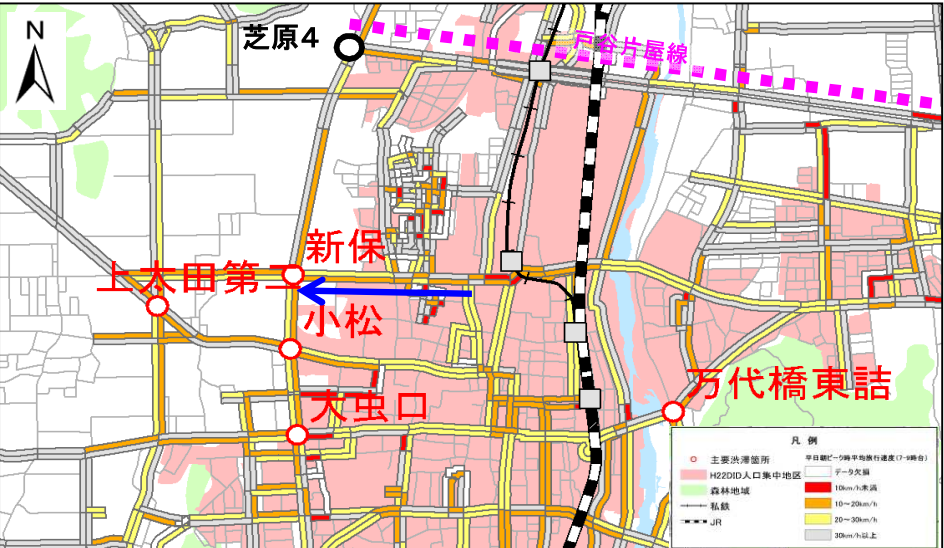 N
芝原4
戸谷片屋線
新保
上太田第二
小松
大虫口
万代橋東詰
凡 例
主要渋滞箇所
H22DID人口集中地区
森林地域
私鉄
JR
平日朝ピーク時平均旅行速度(7-9時台)
データ欠損
10km/h未満
10～20km/h
20～30km/h
30km/h以上